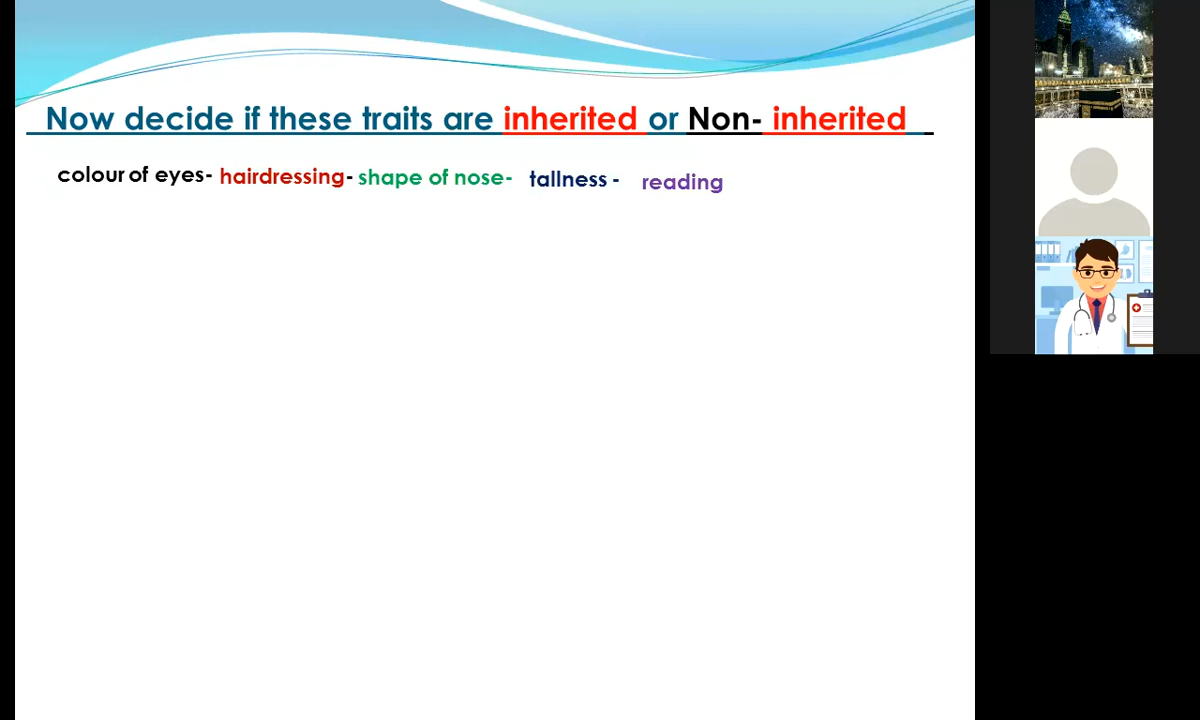 Now decide if these traits are inherited or Non- inherited
colour of eyes- hairdressing- shape of nose- tallness - reading